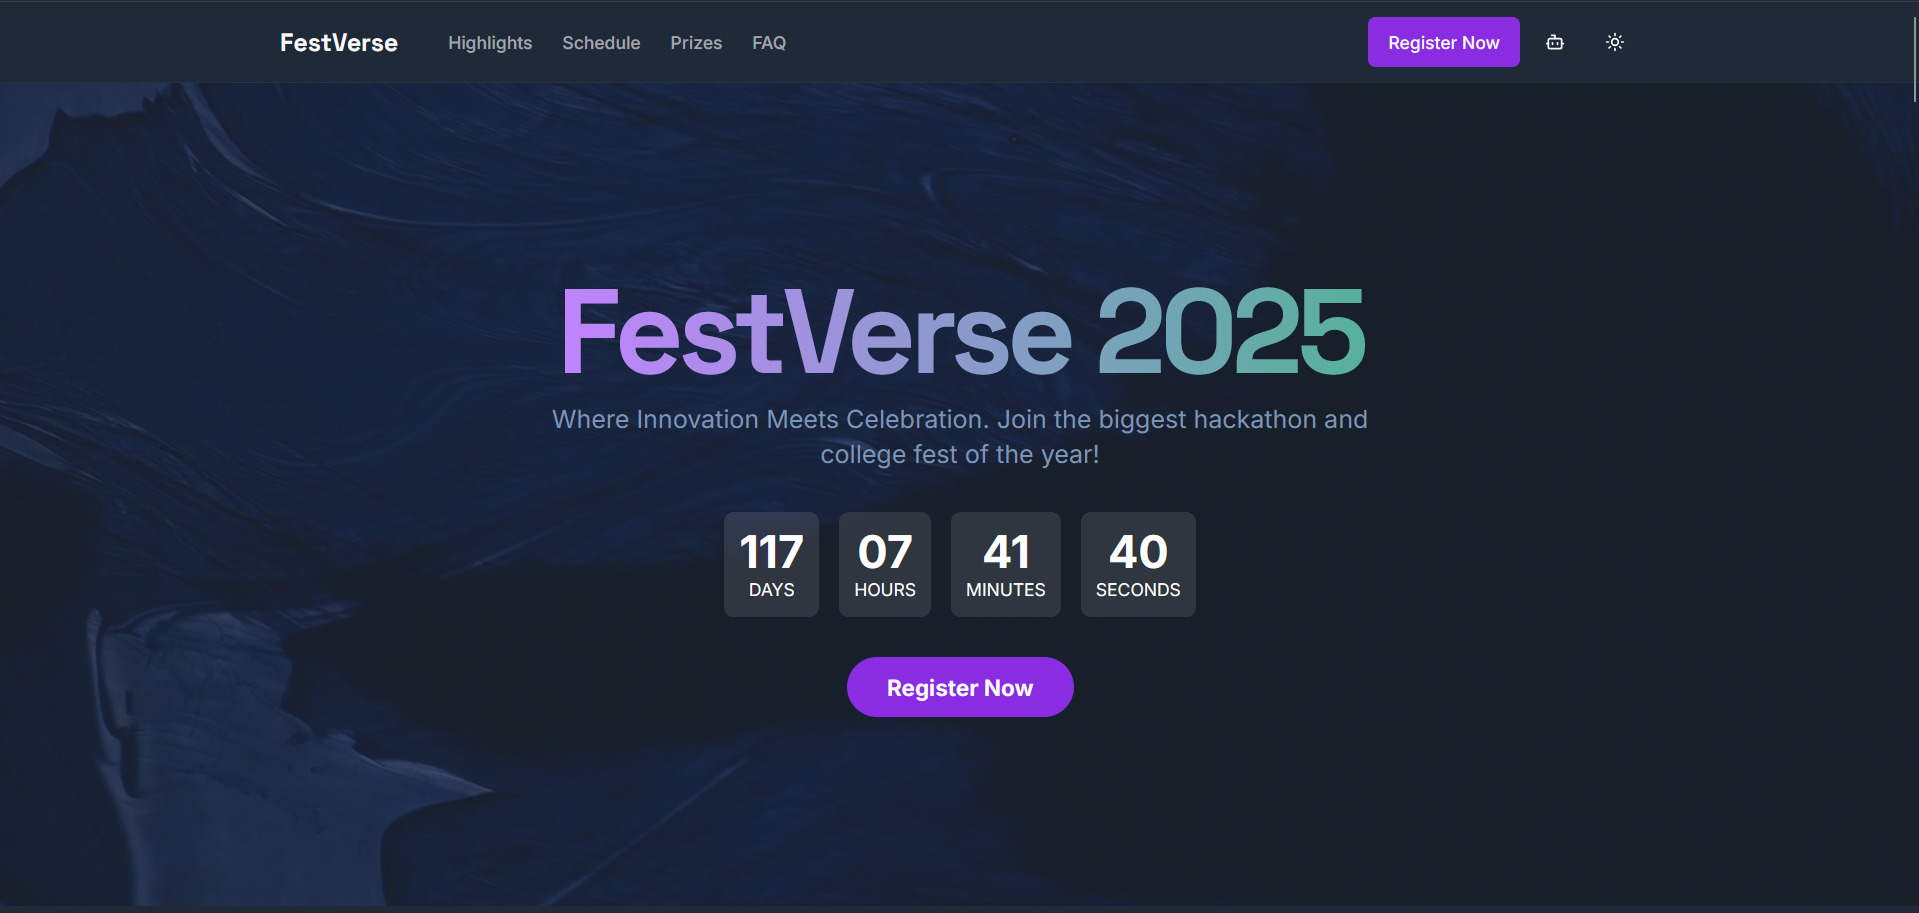 FestVerse
Highlights
Schedule
Prizes
FAQ
Register Now
FestVerse 2025
Where Innovation Meets Celebration. Join the biggest hackathon and
college fest of the year!
117
DAYS
07
HOURS
41
MINUTES
40
SECONDS
Register Now